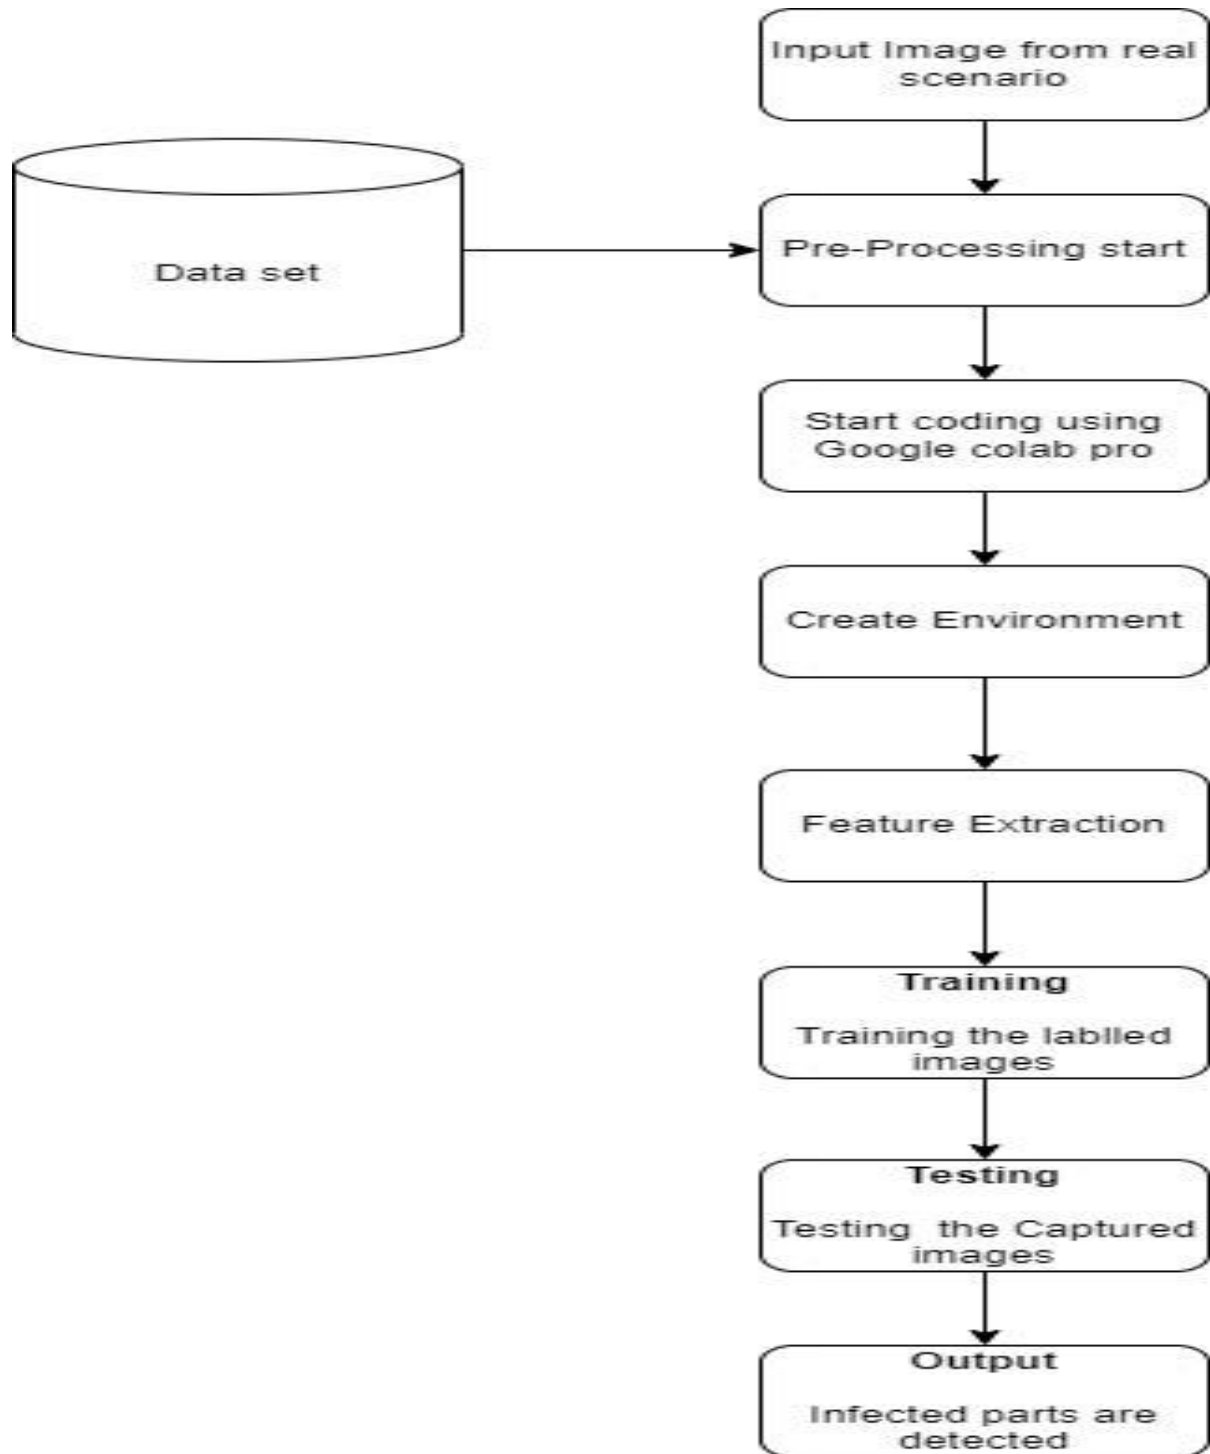 Input Image from real
scenario
Data set
Pre-Processing start
Start coding using
Google colab pro
Create Environment
Feature Extraction
Training
Training the lablled
images
Testing
Testing the Captured
images
Output
Infected parts are
detected